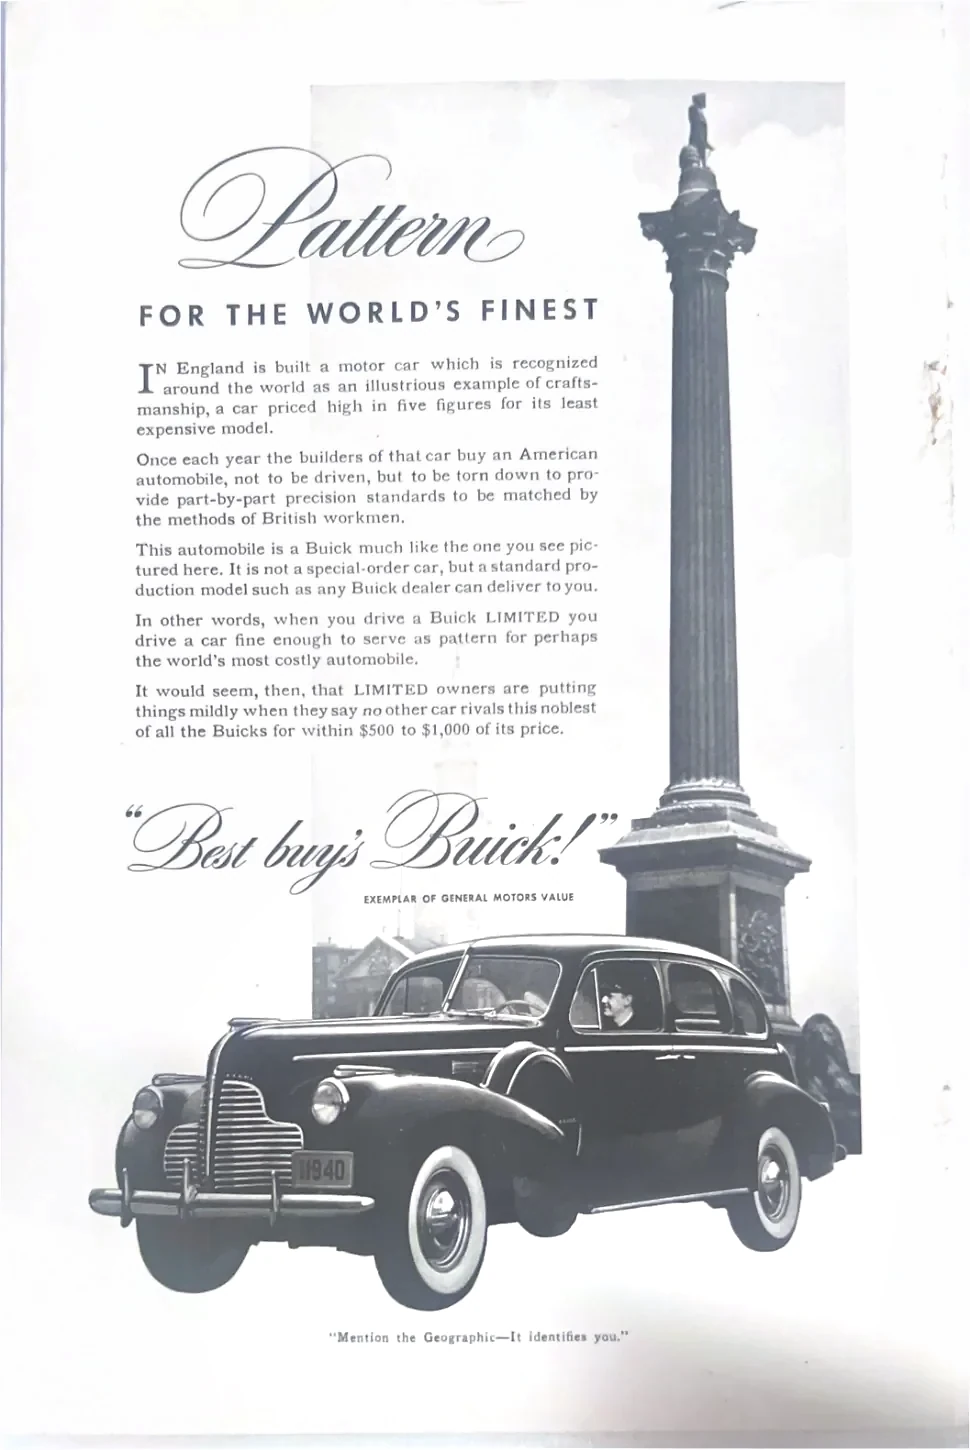 Pattern
FOR THE WORLD'S FINEST
IN England is built a motor car which is recognized
around the world as an illustrious example of crafts-
manship, a car priced high in five figures for its least
expensive model.
Once each year the builders of that car buy an American
automobile, not to be driven, but to be torn down to pro-
vide part-by-part precision standards to be matched by
the methods of British workmen.
This automobile is a Buick much like the one you see pic-
tured here. It is not a special-order car, but a standard pro-
duction model such as any Buick dealer can deliver to you.
In other words, when you drive a Buick LIMITED you
drive a car fine enough to serve as pattern for perhaps
the world's most costly automobile.
It would seem, then, that LIMITED owners are putting
things mildly when they say no other car rivals this noblest
of all the Buicks for within $500 to $1,000 of its price.
"Best buy's Buick!"
EXEMPLAR OF GENERAL MOTORS VALUE
1940
"Mention the Geographic—It identifies you."